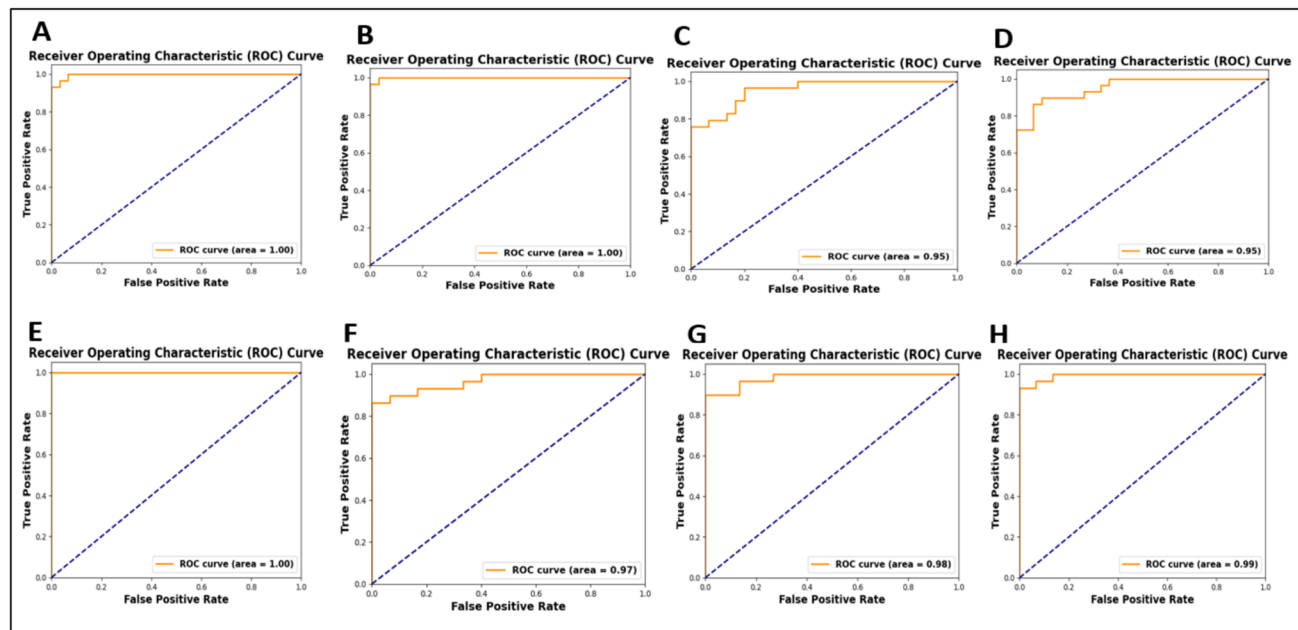 A
Receiver Operating Characteristic (ROC) Curve
True Positive Rate
1.0
0.8
0.6
0.4
0.2
0.0
ROC curve (area = 1.00)
0.0 0.2 0.4 0.6 0.8 1.0
False Positive Rate
B
Receiver Operating Characteristic (ROC) Curve
True Positive Rate
1.0
0.8
0.6
0.4
0.2
0.0
ROC curve (area = 1.00)
0.0 0.2 0.4 0.6 0.8 1.0
False Positive Rate
C
Receiver Operating Characteristic (ROC) Curve
True Positive Rate
1.0
0.8
0.6
0.4
0.2
0.0
ROC curve (area = 0.95)
0.0 0.2 0.4 0.6 0.8 1.0
False Positive Rate
D
Receiver Operating Characteristic (ROC) Curve
True Positive Rate
1.0
0.8
0.6
0.4
0.2
0.0
ROC curve (area = 0.95)
0.0 0.2 0.4 0.6 0.8 1.0
False Positive Rate
E
Receiver Operating Characteristic (ROC) Curve
True Positive Rate
1.0
0.8
0.6
0.4
0.2
0.0
ROC curve (area = 1.00)
0.0 0.2 0.4 0.6 0.8 1.0
False Positive Rate
F
Receiver Operating Characteristic (ROC) Curve
True Positive Rate
1.0
0.8
0.6
0.4
0.2
0.0
ROC curve (area = 0.97)
0.0 0.2 0.4 0.6 0.8 1.0
False Positive Rate
G
Receiver Operating Characteristic (ROC) Curve
True Positive Rate
1.0
0.8
0.6
0.4
0.2
0.0
ROC curve (area = 0.98)
0.0 0.2 0.4 0.6 0.8 1.0
False Positive Rate
H
Receiver Operating Characteristic (ROC) Curve
True Positive Rate
1.0
0.8
0.6
0.4
0.2
0.0
ROC curve (area = 0.99)
0.0 0.2 0.4 0.6 0.8 1.0
False Positive Rate